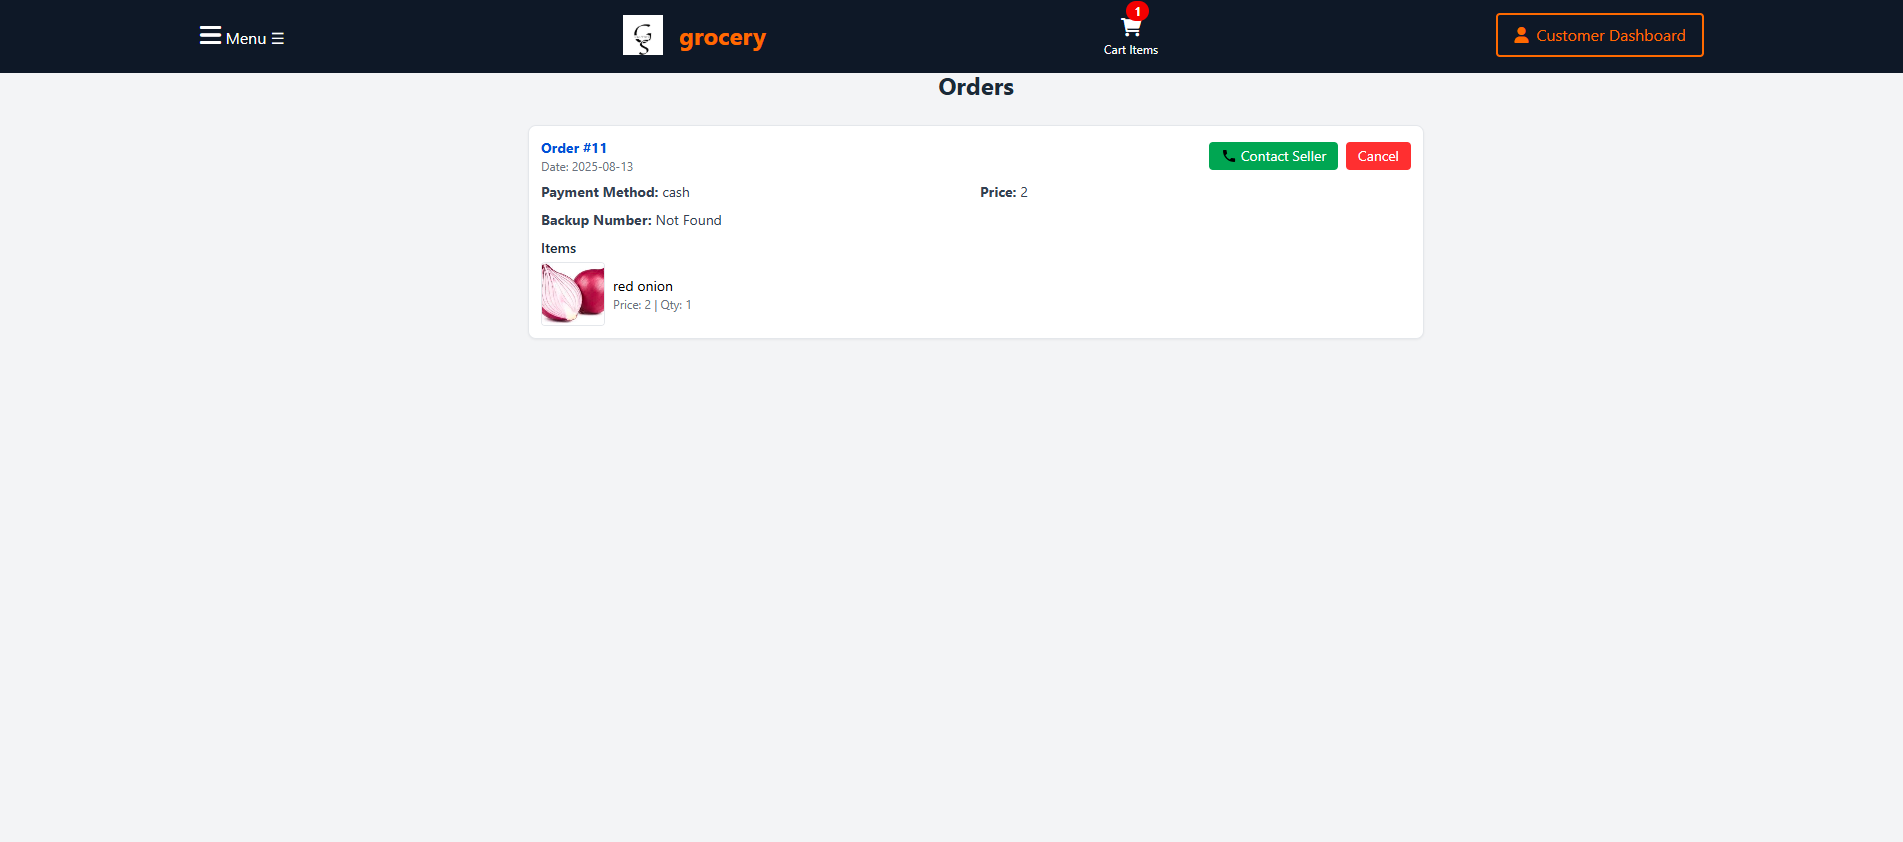 Menu ☰
GS
grocery
1
Cart Items
Customer Dashboard
Orders
Order #11
Date: 2025-08-13
Contact Seller
Cancel
Payment Method: cash
Price: 2
Backup Number: Not Found
Items
red onion
Price: 2 | Qty: 1